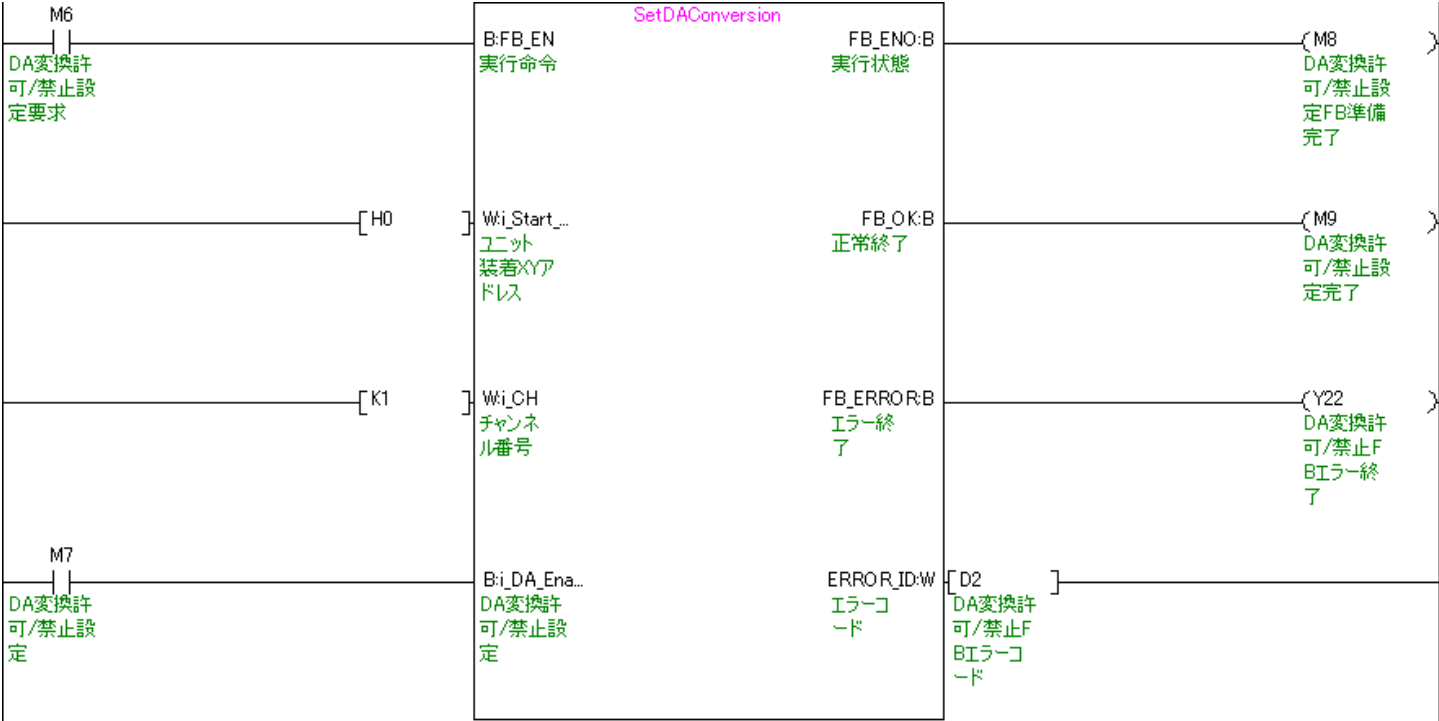 SetDAConversion
M6
DA変換許
可/禁止設
定要求
B:FB_EN
実行命令
FB_ENO:B
実行状態
M8
DA変換許
可/禁止設
定FB準備
完了
H0
W:i_Start_...
ユニット
装着XYア
ドレス
FB_OK:B
正常終了
M9
DA変換許
可/禁止設
定完了
K1
W:i_CH
チャンネ
ル番号
FB_ERROR:B
エラー終
了
Y22
DA変換許
可/禁止F
Bエラー終
了
M7
DA変換許
可/禁止設
定
B:i_DA_Ena...
DA変換許
可/禁止設
定
ERROR_ID:W
エラーコ
ード
D2
DA変換許
可/禁止F
Bエラーコ
ード